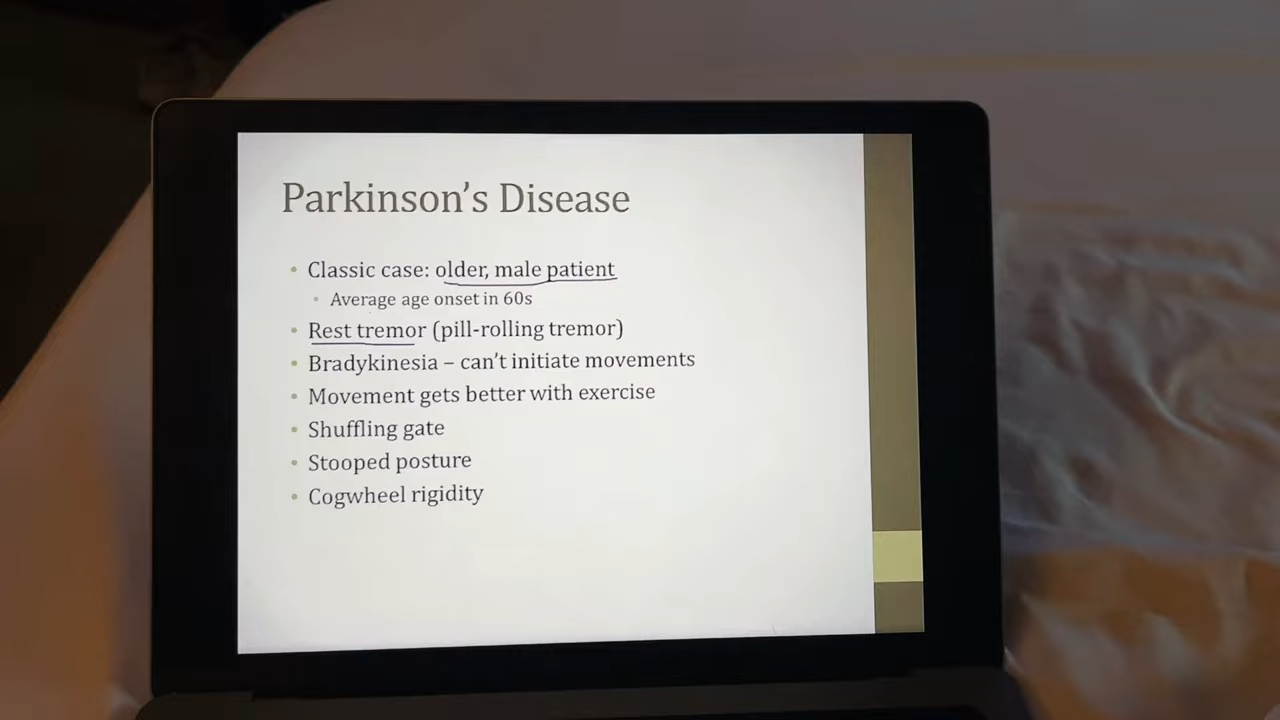 Parkinson's Disease
• Classic case: older, male patient
• Average age onset in 60s
• Rest tremor (pill-rolling tremor)
• Bradykinesia – can't initiate movements
• Movement gets better with exercise
• Shuffling gate
• Stooped posture
• Cogwheel rigidity